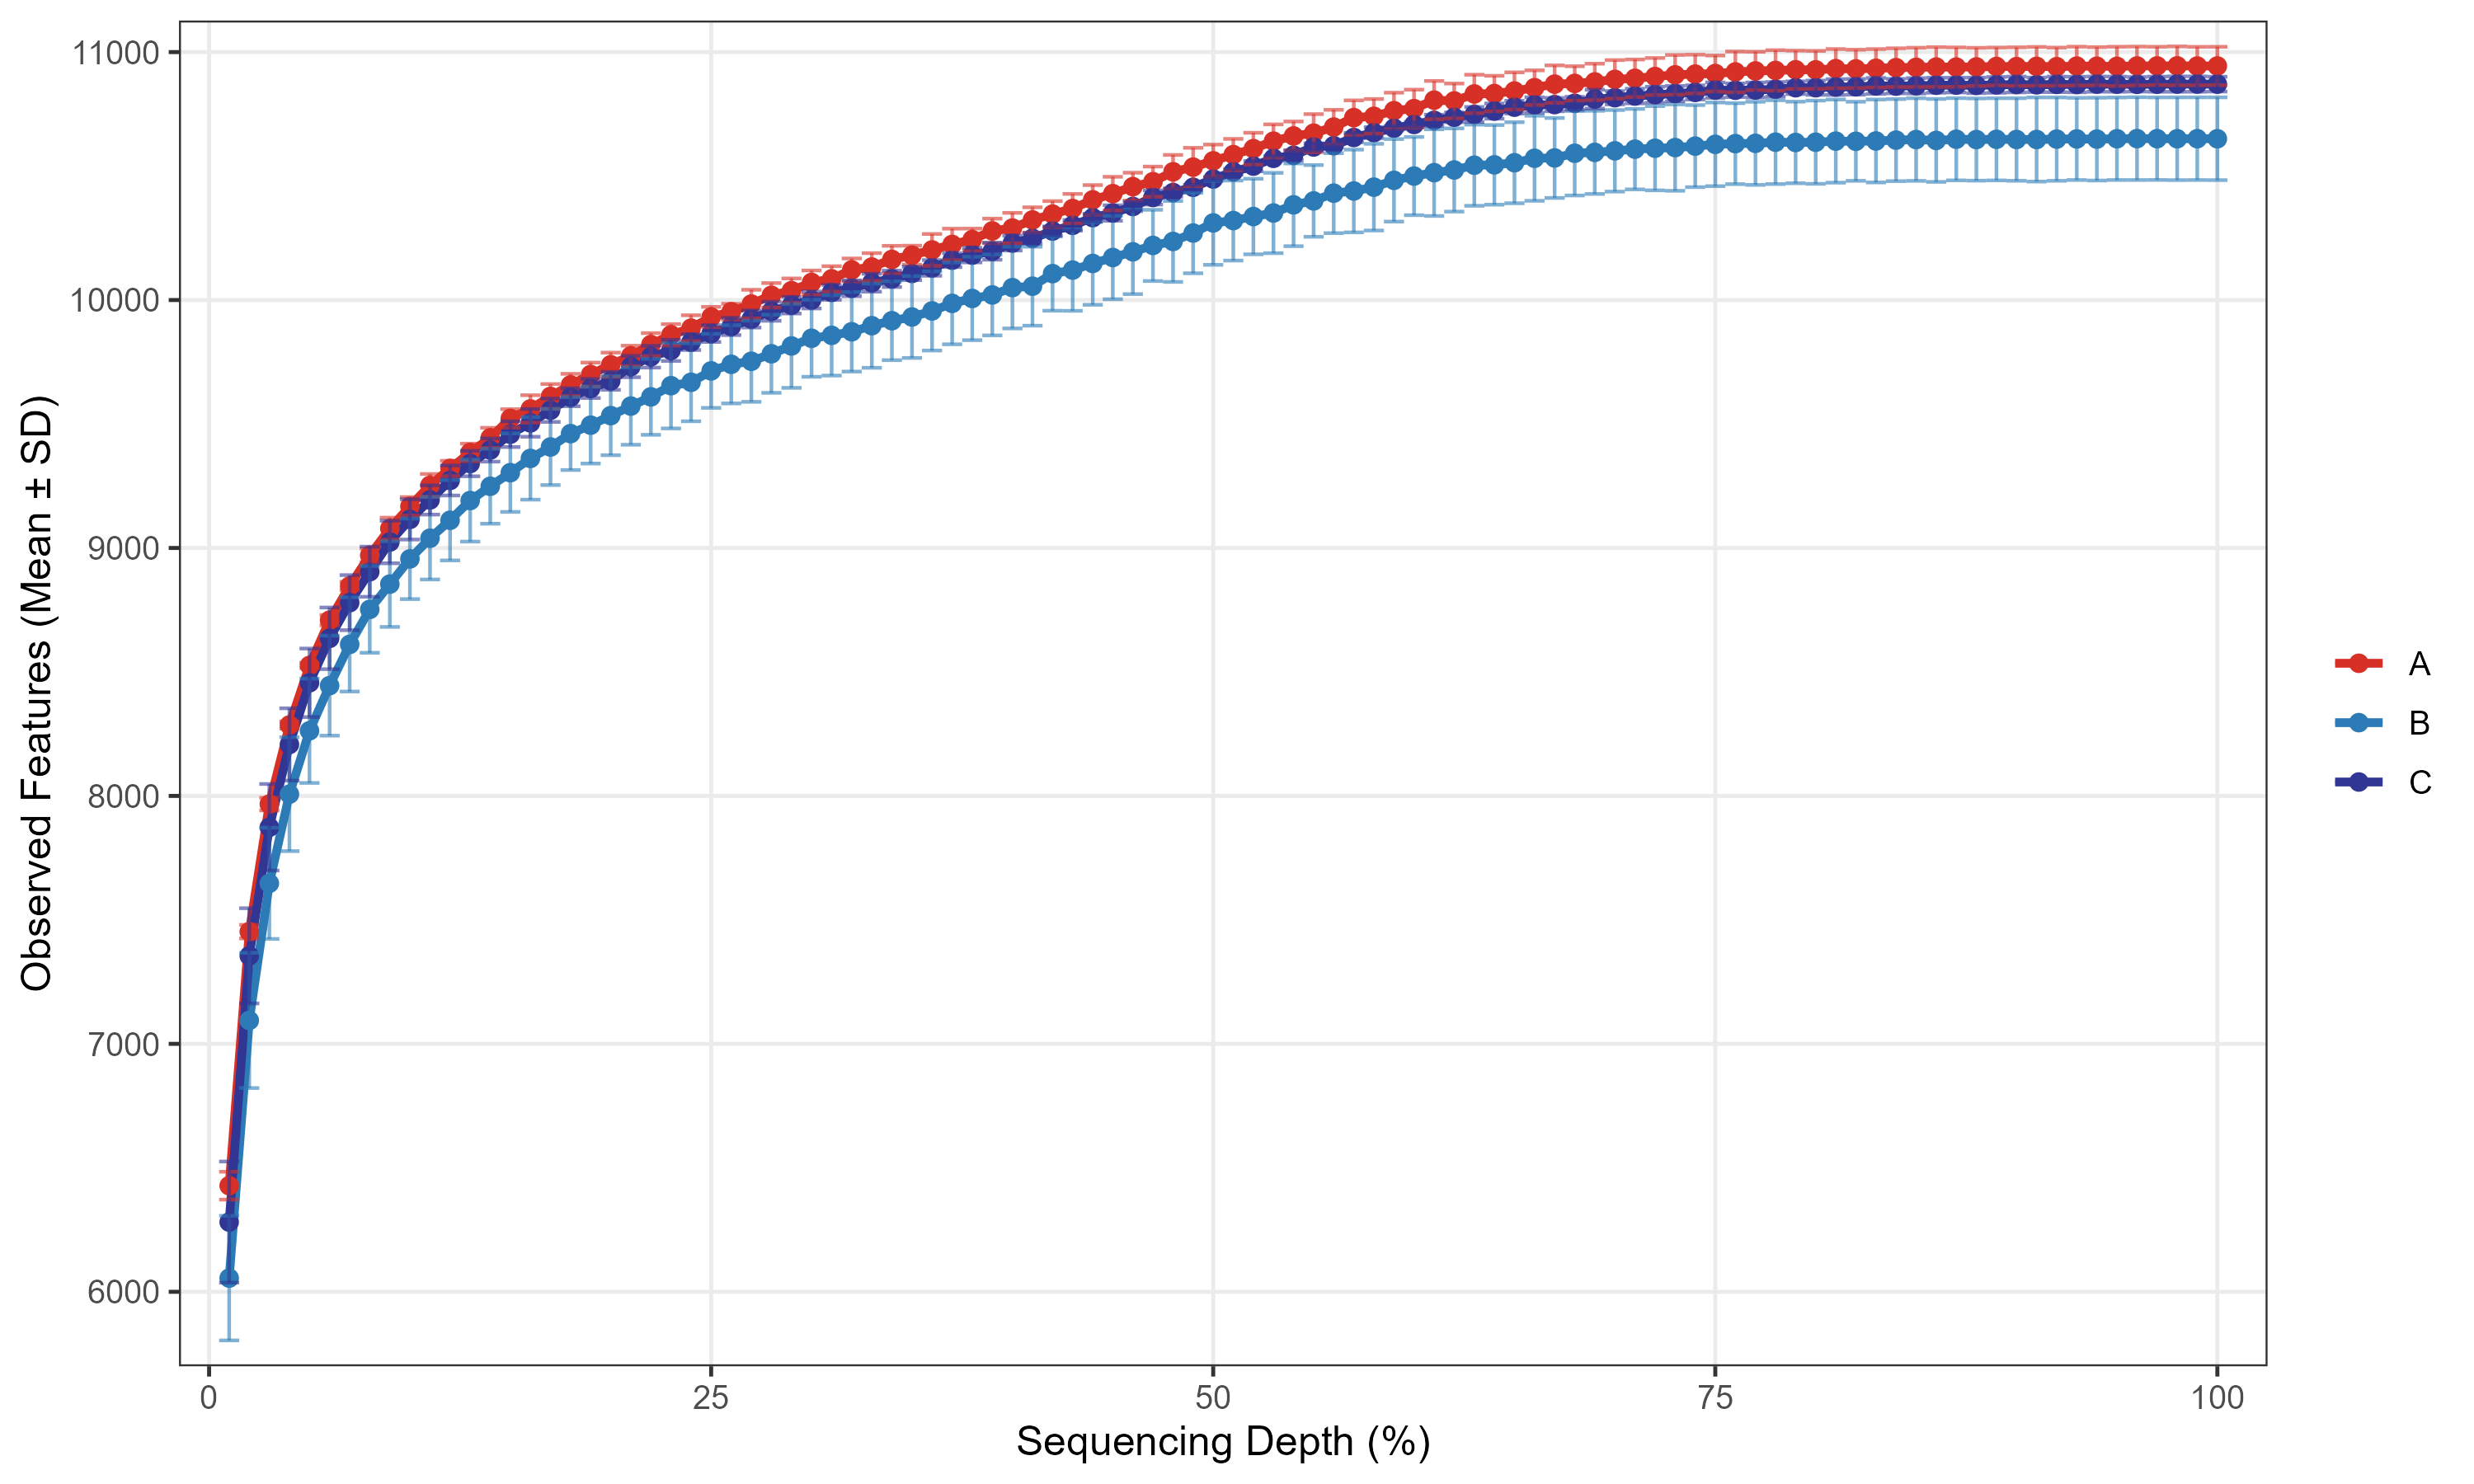 11000
10000
9000
8000
7000
6000
Observed Features (Mean ± SD)
0 25 50 75 100
Sequencing Depth (%)
A
B
C